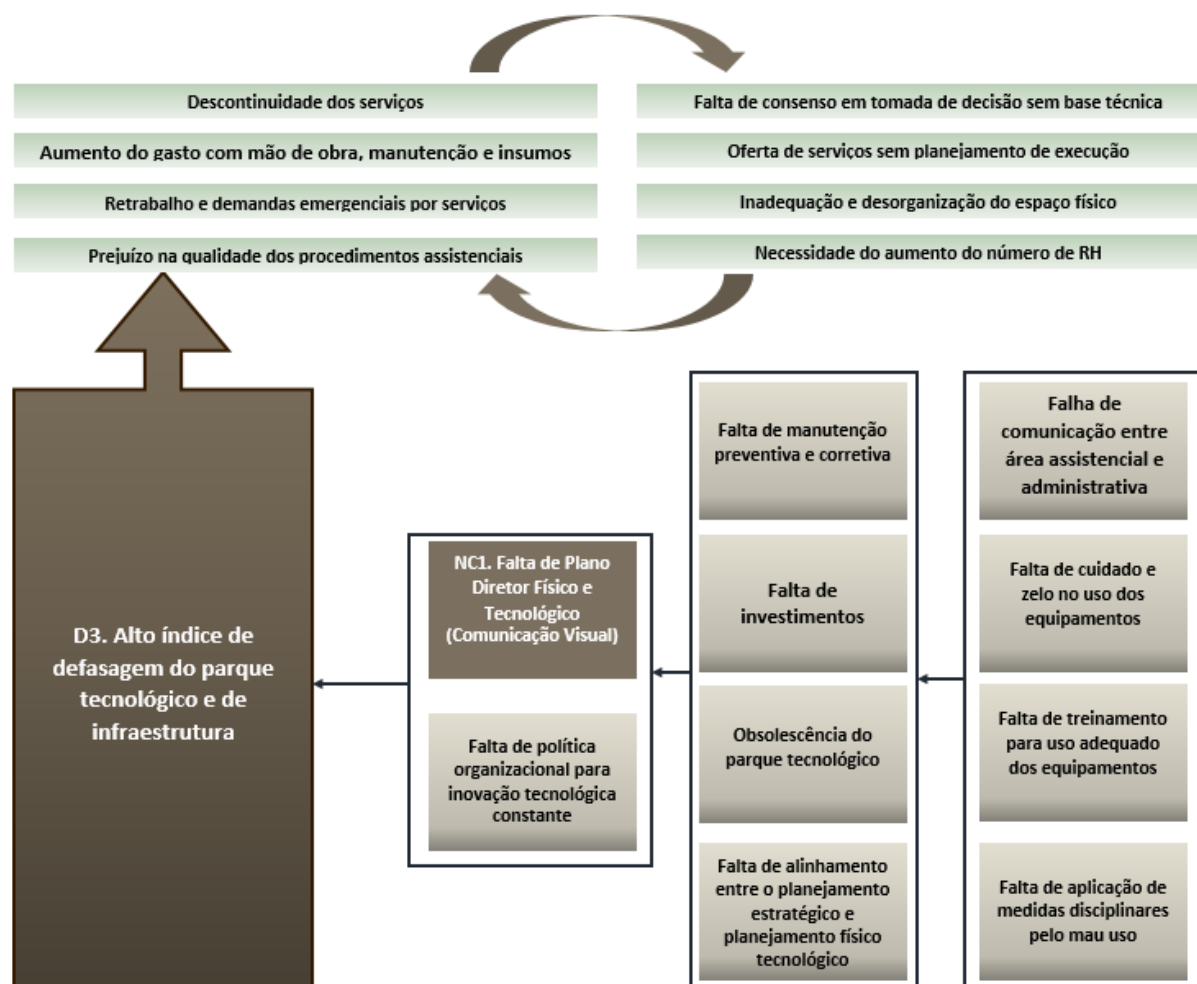 Descontinuidade dos serviços
Aumento do gasto com mão de obra, manutenção e insumos
Retrabalho e demandas emergenciais por serviços
Prejuízo na qualidade dos procedimentos assistenciais
Falta de consenso em tomada de decisão sem base técnica
Oferta de serviços sem planejamento de execução
Inadequação e desorganização do espaço físico
Necessidade do aumento do número de RH
D3. Alto índice de
defasagem do parque
tecnológico e de
infraestrutura
NC1. Falta de Plano
Diretor Físico e
Tecnológico
(Comunicação Visual)
Falta de política
organizacional para
inovação tecnológica
constante
Falta de manutenção
preventiva e corretiva
Falta de
investimentos
Obsolescência do
parque tecnológico
Falta de alinhamento
entre o planejamento
estratégico e
planejamento físico
tecnológico
Falha de
comunicação entre
área assistencial e
administrativa
Falta de cuidado e
zelo no uso dos
equipamentos
Falta de treinamento
para uso adequado
dos equipamentos
Falta de aplicação de
medidas disciplinares
pelo mau uso